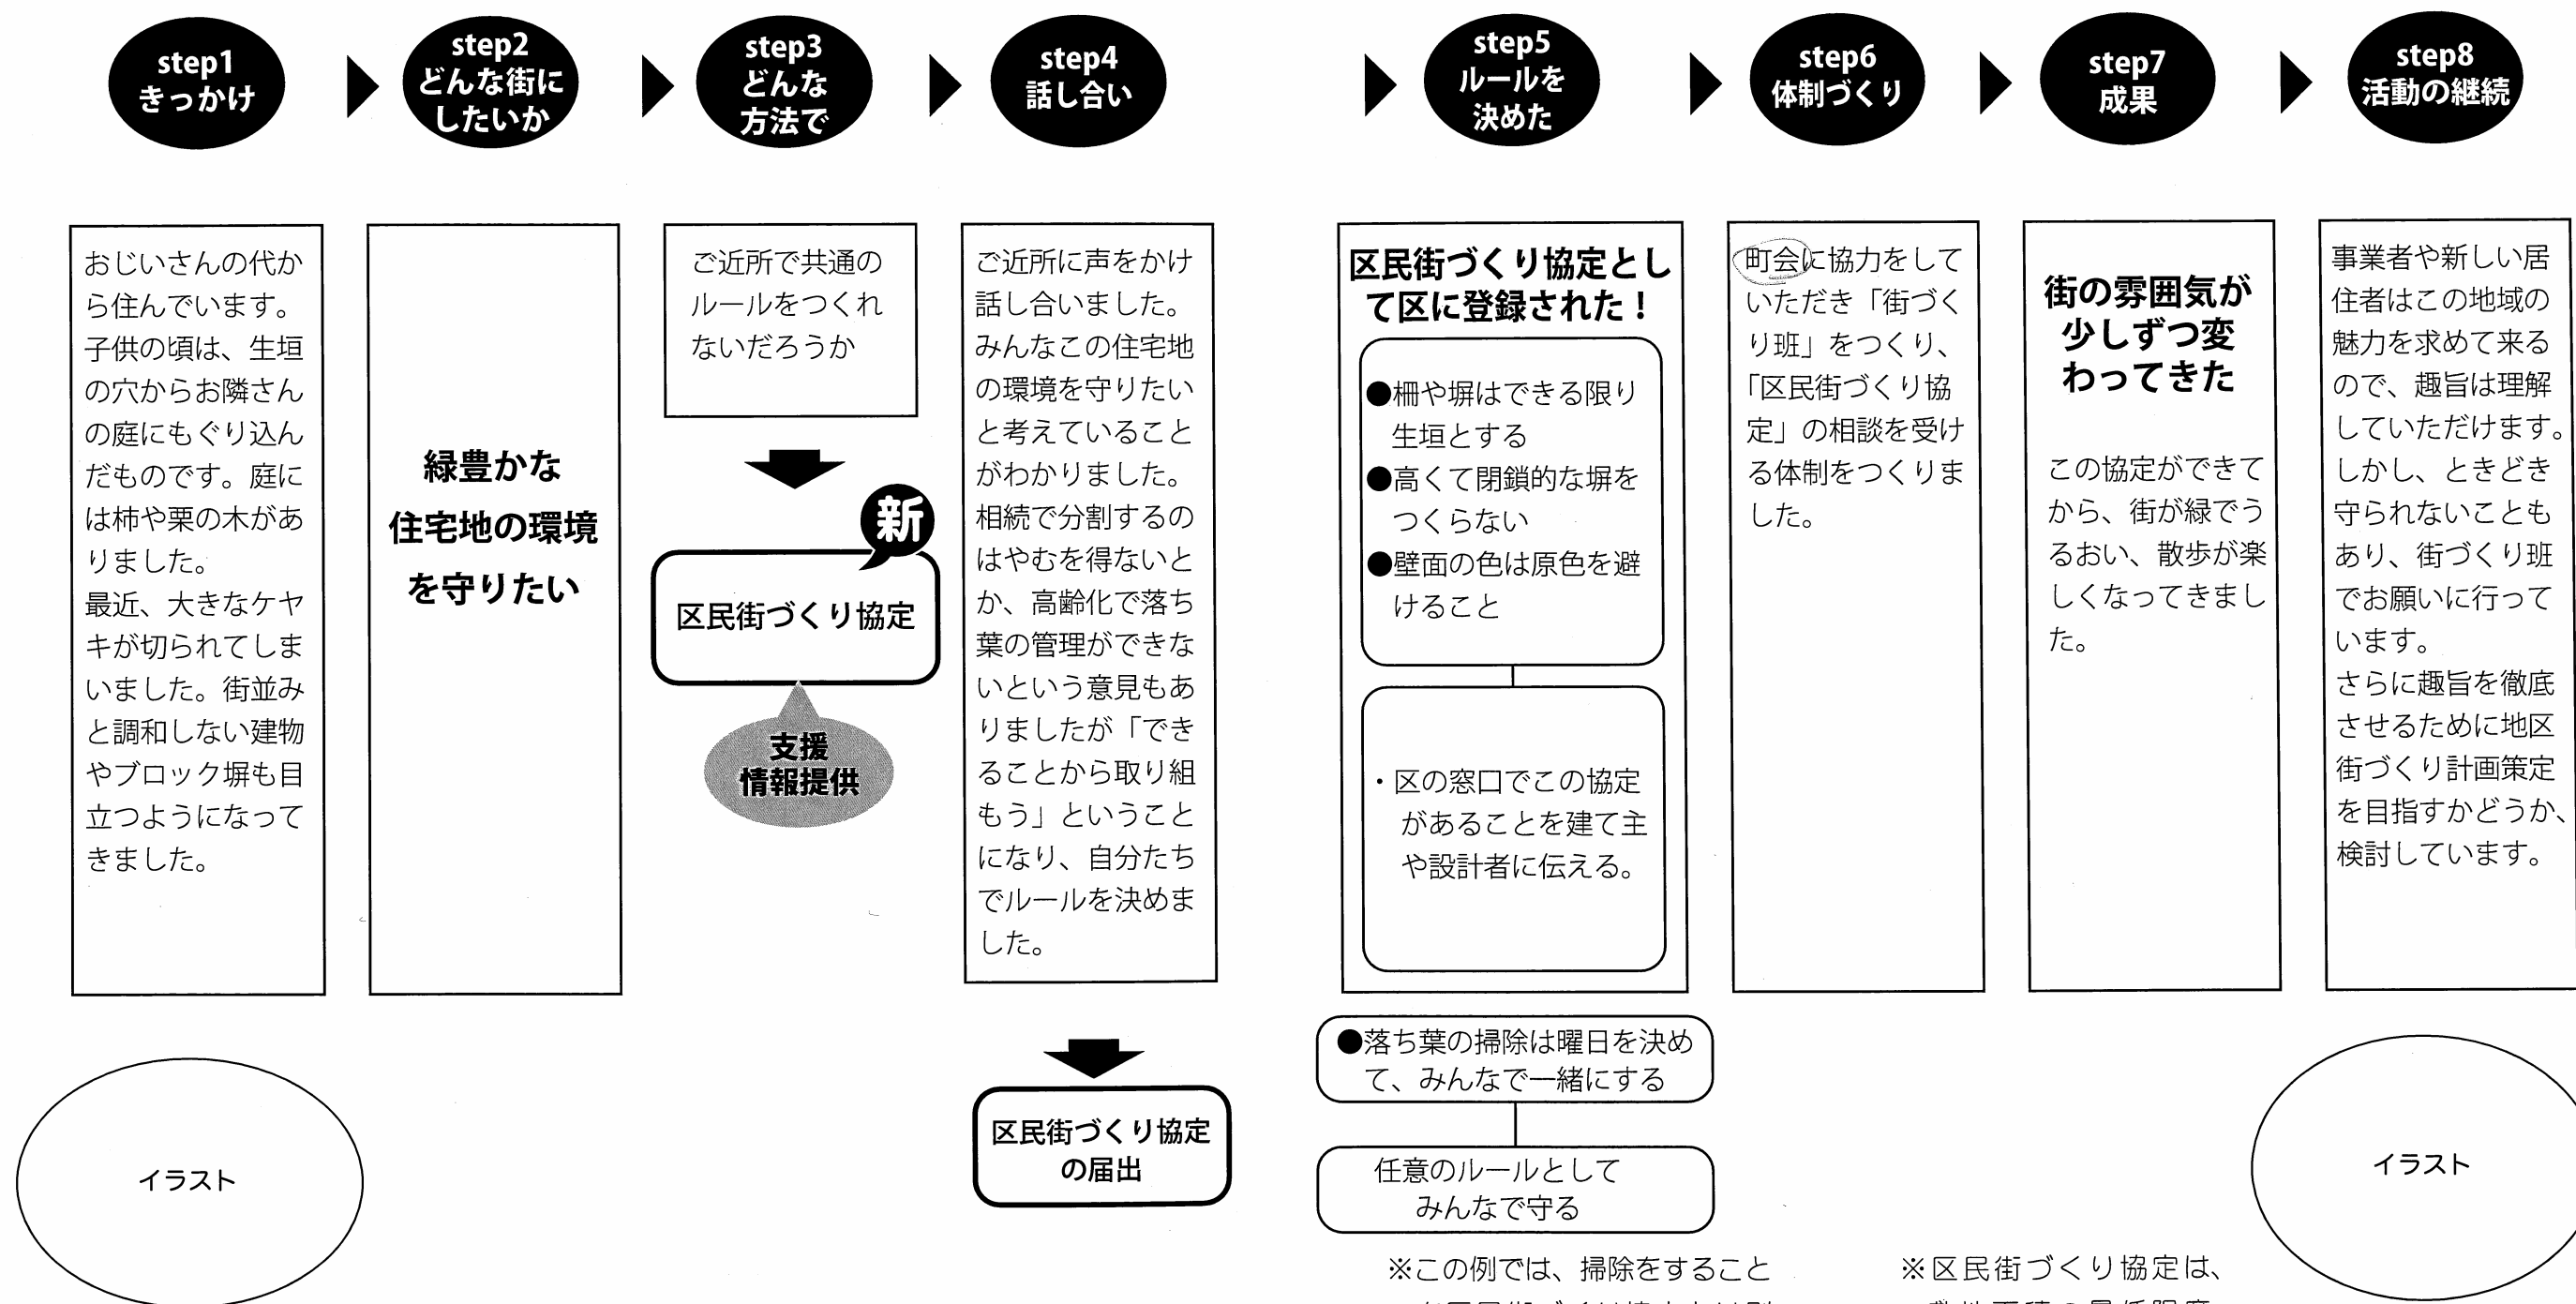 step1
きっかけ
step2
どんな街に
したいか
step3
どんな
方法で
step4
話し合い
step5
ルールを
決めた
step6
体制づくり
step7
成果
step8
活動の継続
おじいさんの代か
ら住んでいます。
子供の頃は、生垣
の穴からお隣さん
の庭にもぐり込ん
だものです。庭に
は柿や栗の木があ
りました。
最近、大きなケヤ
キが切られてしま
いました。街並み
と調和しない建物
やブロック塀も目
立つようになって
きました。
イラスト
緑豊かな
住宅地の環境
を守りたい
ご近所で共通の
ルールをつくれ
ないだろうか
新
区民街づくり協定
支援
情報提供
ご近所に声をかけ
話し合いました。
みんなこの住宅地
の環境を守りたい
と考えていること
がわかりました。
相続で分割するの
はやむを得ないと
か、高齢化で落ち
葉の管理ができな
いという意見もあ
りましたが「でき
ることから取り組
もう」ということ
になり、自分たち
でルールを決めま
した。
区民街づくり協定
の届出
区民街づくり協定とし
て区に登録された！
●柵や塀はできる限り
生垣とする
●高くて閉鎖的な塀を
つくらない
●壁面の色は原色を避
けること
・区の窓口でこの協定
があることを建て主
や設計者に伝える。
●落ち葉の掃除は曜日を決め
て、みんなで一緒にする
任意のルールとして
みんなで守る
※この例では、掃除をすること
町会に協力をして
いただき「街づく
り班」をつくり、
「区民街づくり協
定」の相談を受け
る体制をつくりま
した。
街の雰囲気が
少しずつ変
わってきた
この協定ができて
から、街が緑でう
るおい、散歩が楽
しくなってきまし
た。
※区民街づくり協定は、
事業者や新しい居
住者はこの地域の
魅力を求めて来る
ので、趣旨は理解
していただけます。
しかし、ときどき
守られないことも
あり、街づくり班
でお願いに行って
います。
さらに趣旨を徹底
させるために地区
街づくり計画策定
を目指すかどうか、
検討しています。
イラスト